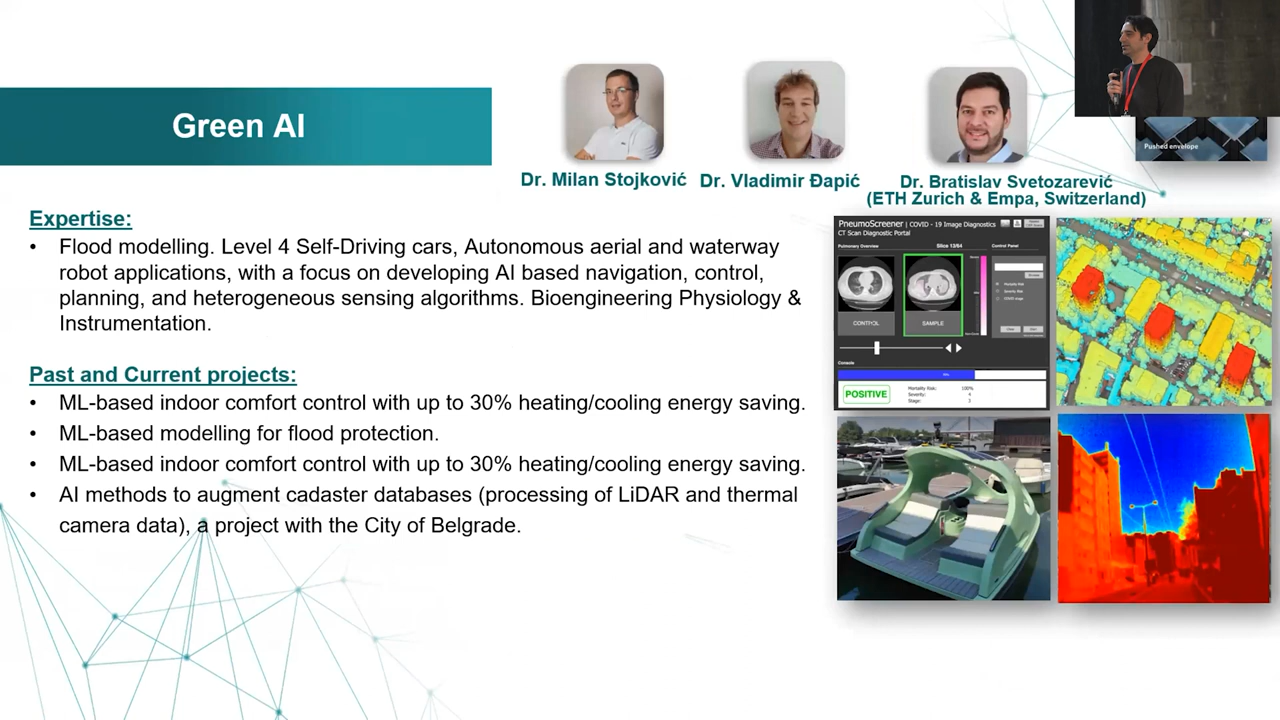 Green AI
Dr. Milan Stojković
Dr. Vladimir Đapić
Dr. Bratislav Svetozarević
(ETH Zurich & Empa, Switzerland)
Pushed envelope
Expertise:
• Flood modelling. Level 4 Self-Driving cars, Autonomous aerial and waterway
robot applications, with a focus on developing AI based navigation, control,
planning, and heterogeneous sensing algorithms. Bioengineering Physiology &
Instrumentation.
Past and Current projects:
• ML-based indoor comfort control with up to 30% heating/cooling energy saving.
• ML-based modelling for flood protection.
• ML-based indoor comfort control with up to 30% heating/cooling energy saving.
• AI methods to augment cadaster databases (processing of LiDAR and thermal
camera data), a project with the City of Belgrade.
PneumoScreener | COVID - 19 Image Diagnostics
CT Scan Diagnostic Portal
Pulmonary Overview
Slice 13/64
Control Panel
CONTROL
SAMPLE
Console
POSITIVE
Mortality Risk: 100%
Severity: 4
Stage: 3